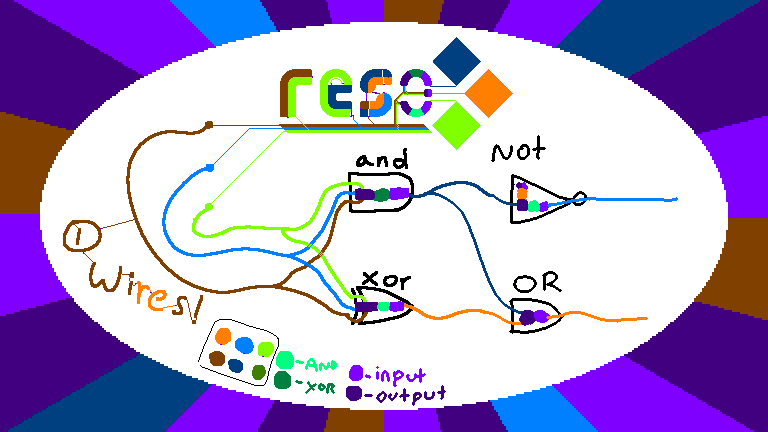 reso
and
Not
xor
OR
1
Wires!
-AND
-XOR
-input
-output